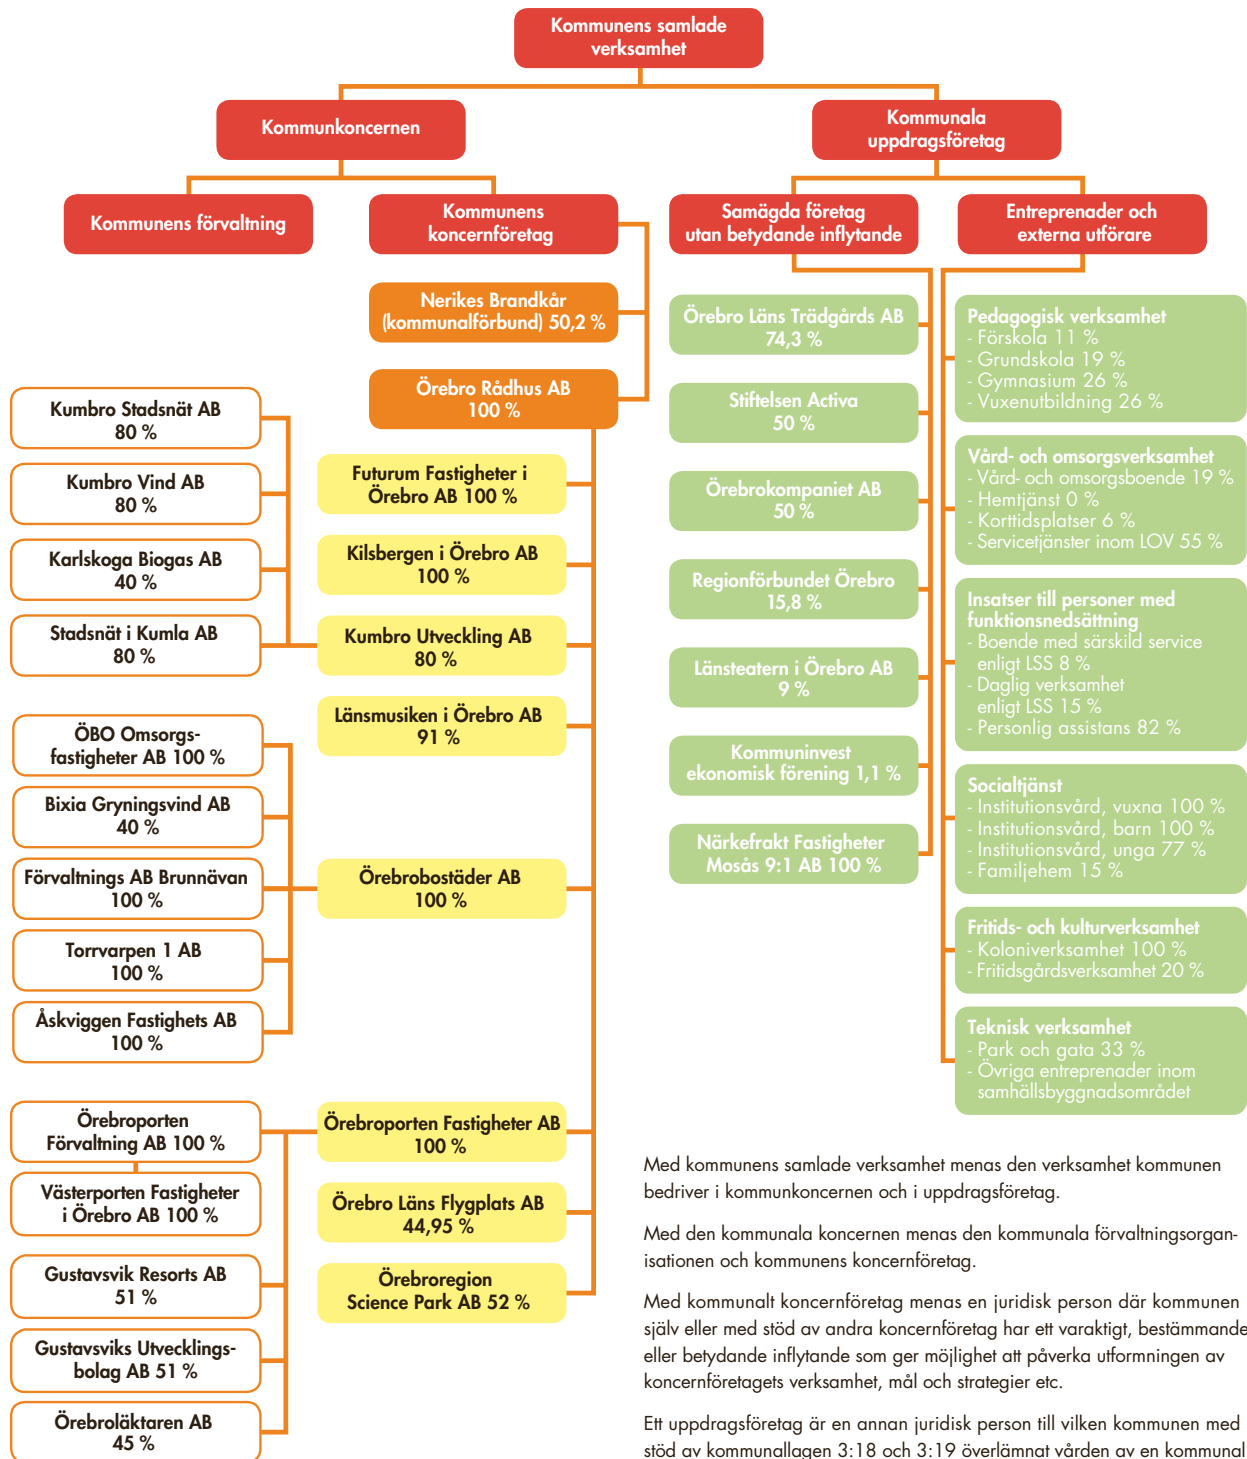 Kommunens samlade
verksamhet
Kommunkoncernen
Kommunala
uppdragsföretag
Kommunens förvaltning
Kommunens
koncernföretag
Samägda företag
utan betydande inflytande
Entreprenader och
externa utförare
Nerikes Brandkår
(kommunalförbund) 50,2 %
Örebro Rådhus AB
100 %
Kumbro Stadsnät AB
80 %
Kumbro Vind AB
80 %
Karlskoga Biogas AB
40 %
Stadsnät i Kumla AB
80 %
ÖBO Omsorgs-
fastigheter AB 100 %
Bixia Gryningsvind AB
40 %
Förvaltnings AB Brunnävan
100 %
Torrvarpen 1 AB
100 %
Åskviggen Fastighets AB
100 %
Örebroporten
Förvaltning AB 100 %
Västerporten Fastigheter
i Örebro AB 100 %
Gustavsvik Resorts AB
51 %
Gustavsviks Utvecklings-
bolag AB 51 %
Örebroläktaren AB
45 %
Futurum Fastigheter i
Örebro AB 100 %
Kilsbergen i Örebro AB
100 %
Kumbro Utveckling AB
80 %
Länsmusiken i Örebro AB
91 %
Örebrobostäder AB
100 %
Örebroporten Fastigheter AB
100 %
Örebro Läns Flygplats AB
44,95 %
Örebroregion
Science Park AB 52 %
Örebro Läns Trädgårds AB
74,3 %
Stiftelsen Activa
50 %
Örebrokompaniet AB
50 %
Regionförbundet Örebro
15,8 %
Länsteatern i Örebro AB
9 %
Kommuninvest
ekonomisk förening 1,1 %
Närkefrakt Fastigheter
Mosås 9:1 AB 100 %
Pedagogisk verksamhet
- Förskola 11 %
- Grundskola 19 %
- Gymnasium 26 %
- Vuxenutbildning 26 %
Vård- och omsorgsverksamhet
- Vård- och omsorgsboende 19 %
- Hemtjänst 0 %
- Korttidsplatser 6 %
- Servicetjänster inom LOV 55 %
Insatser till personer med
funktionsnedsättning
- Boende med särskild service
enligt LSS 8 %
- Daglig verksamhet
enligt LSS 15 %
- Personlig assistans 82 %
Socialtjänst
- Institutionsvård, vuxna 100 %
- Institutionsvård, barn 100 %
- Institutionsvård, unga 77 %
- Familjehem 15 %
Fritids- och kulturverksamhet
- Koloniverksamhet 100 %
- Fritidsgårdsverksamhet 20 %
Teknisk verksamhet
- Park och gata 33 %
- Övriga entreprenader inom
samhällsbyggnadsområdet
Med kommunens samlade verksamhet menas den verksamhet kommunen
bedriver i kommunkoncernen och i uppdragsföretag.
Med den kommunala koncernen menas den kommunala förvaltningsorgan-
isationen och kommunens koncernföretag.
Med kommunalt koncernföretag menas en juridisk person där kommunen
själv eller med stöd av andra koncernföretag har ett varaktigt, bestämmande
eller betydande inflytande som ger möjlighet att påverka utformningen av
koncernföretagets verksamhet, mål och strategier etc.
Ett uppdragsföretag är en annan juridisk person till vilken kommunen med
stöd av kommunallagen 3:18 och 3:19 överlämnat vården av en kommunal